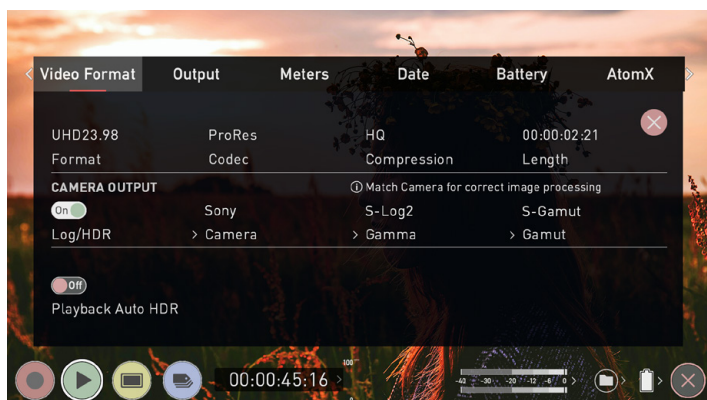 Video Format Output Meters Date Battery AtomX
UHD23.98 ProRes HQ 00:00:02:21
Format Codec Compression Length
CAMERA OUTPUT Match Camera for correct image processing
On Sony S-Log2 S-Gamut
Log/HDR > Camera > Gamma > Gamut
Off
Playback Auto HDR
100
00:00:45:16 >
-40 -30 -20 -12 -6 0 > > >
0